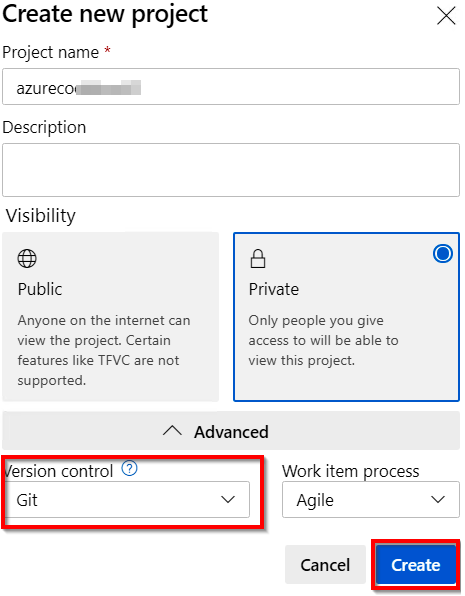 Create new project
Project name *
azureco
Description
Visibility
Public
Private
Anyone on the internet can
view the project. Certain
features like TFVC are not
supported.
Only people you give
access to will be able to
view this project.
Advanced
Version control ?
Work item process
Git
Agile
Cancel
Create